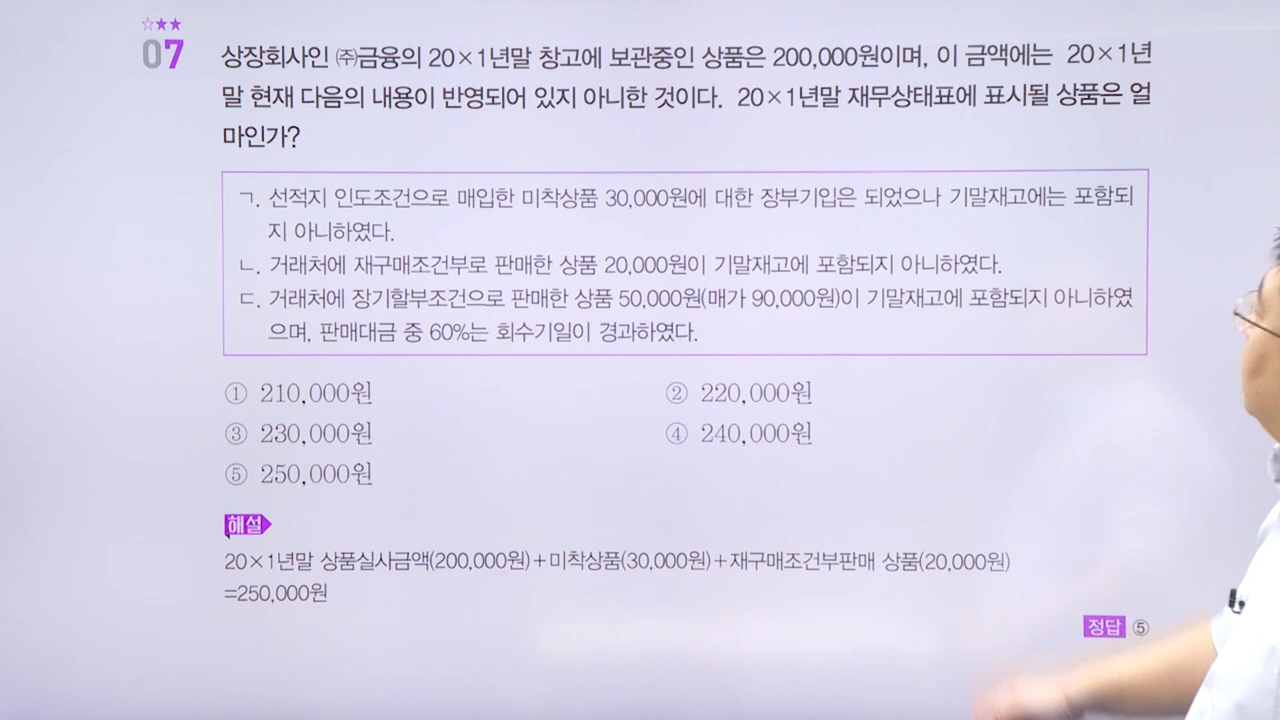 ☆★★
07
상장회사인 ㈜금융의 20×1년말 창고에 보관중인 상품은 200,000원이며, 이 금액에는 20×1년
말 현재 다음의 내용이 반영되어 있지 아니한 것이다. 20×1년말 재무상태표에 표시될 상품은 얼
마인가?
ㄱ. 선적지 인도조건으로 매입한 미착상품 30,000원에 대한 장부기입은 되었으나 기말재고에는 포함되
지 아니하였다.
ㄴ. 거래처에 재구매조건부로 판매한 상품 20,000원이 기말재고에 포함되지 아니하였다.
ㄷ. 거래처에 장기할부조건으로 판매한 상품 50,000원(매가 90,000원)이 기말재고에 포함되지 아니하였
으며, 판매대금 중 60%는 회수기일이 경과하였다.
① 210,000원 ② 220,000원
③ 230,000원 ④ 240,000원
⑤ 250,000원
해설
20×1년말 상품실사금액(200,000원)+미착상품(30,000원)+재구매조건부판매 상품(20,000원)
=250,000원
정답 ⑤